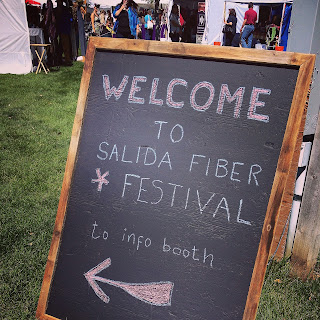 WELCOME
TO
SALIDA FIBER
* FESTIVAL
to info booth